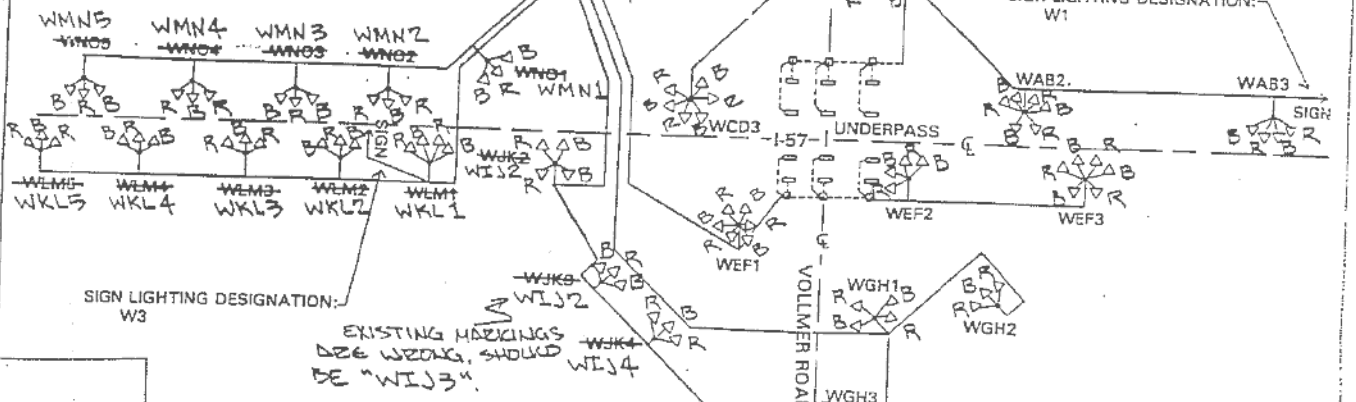 SIGN LIGHTING DESIGNATION:
W1
WMN5 WMN4 WMN3 WMN2
WNO5 WNO4 WNO3 WNO2
WNO1
WMN1
B R R B R R B R R B R R
B R
B
R B R
B R
R B R
WCD3
WAB2
WAB3
SIGN
I-57
UNDERPASS
SIGN
WJK2
WIJ2
WLM5 WLM4 WLM3 WLM2 WLM1
WKL5 WKL4 WKL3 WKL2 WKL1
WEF2
WEF3
WEF1
WJK3
WIJ2
SIGN LIGHTING DESIGNATION:
W3
EXISTING MARKINGS
ARE WRONG, SHOULD
BE "WIJ3".
WJK4
WIJ4
VOLLMER ROAD
WGH1
WGH2
WGH3